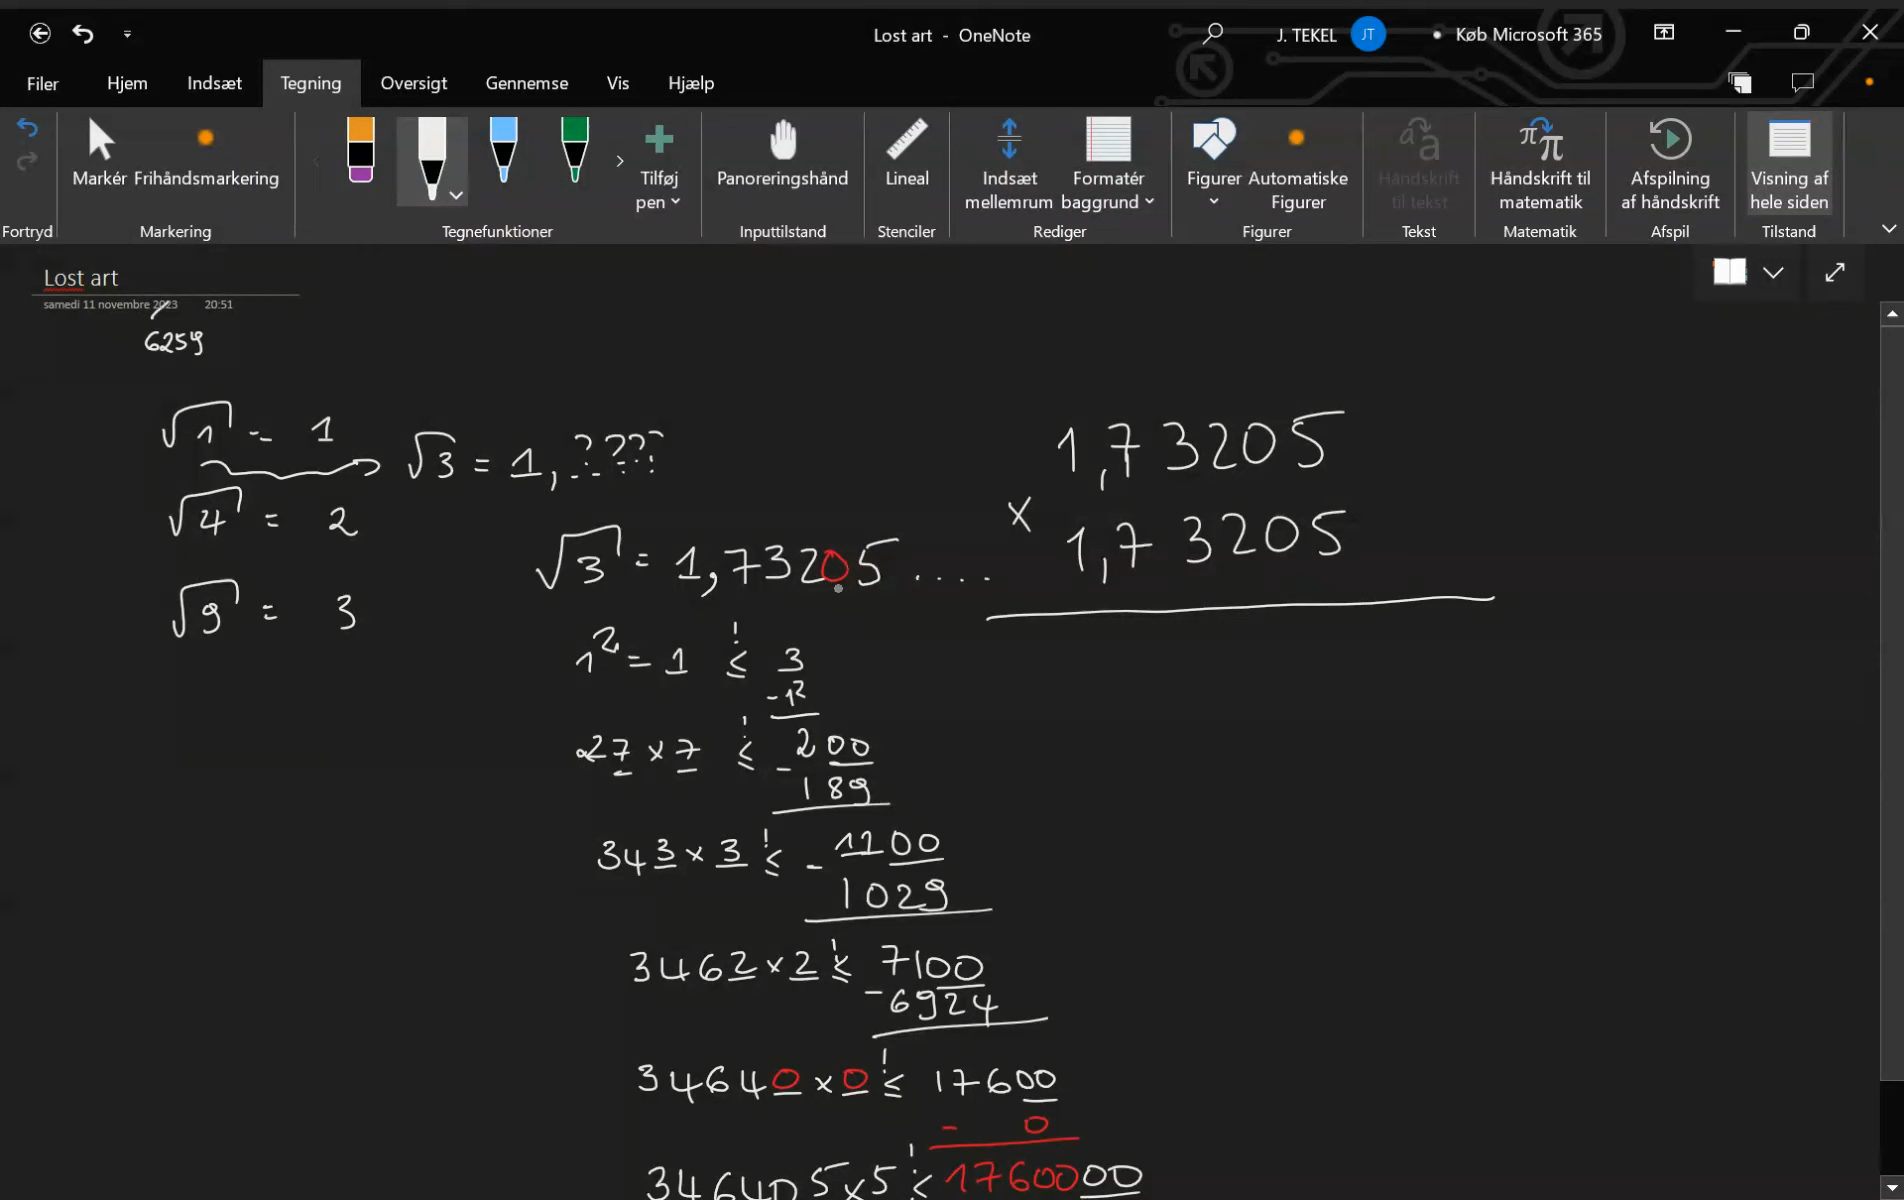 Lost art - OneNote
J. TEKEL JT Køb Microsoft 365
Filer Hjem Indsæt Tegning Oversigt Gennemse Vis Hjælp
Markér Frihåndsmarkering
Tilføj pen
Panoreringshånd
Lineal
Indsæt mellemrum
Formatér baggrund
Figurer
Automatiske Figurer
Håndskrift til tekst
Håndskrift til matematik
Afspilning af håndskrift
Visning af hele siden
Fortryd Markering Tegnefunktioner Inputtilstand Stenciler Rediger Figurer Tekst Matematik Afspil Tilstand
Lost art
samedi 11 novembre 2023 20:51
6259
√1 = 1
√3 = 1,????
√4 = 2
√9 = 3
√3 = 1,73205 ....
1,73205
x 1,73205
1² = 1 ≤! 3
-1²
27 x 7 ≤! 200
- 189
343 x 3 ≤! 1100
- 1029
3462 x 2 ≤! 7100
- 6924
34640 x 0 ≤! 17600
- 0
346405 x 5 ≤! 1760000